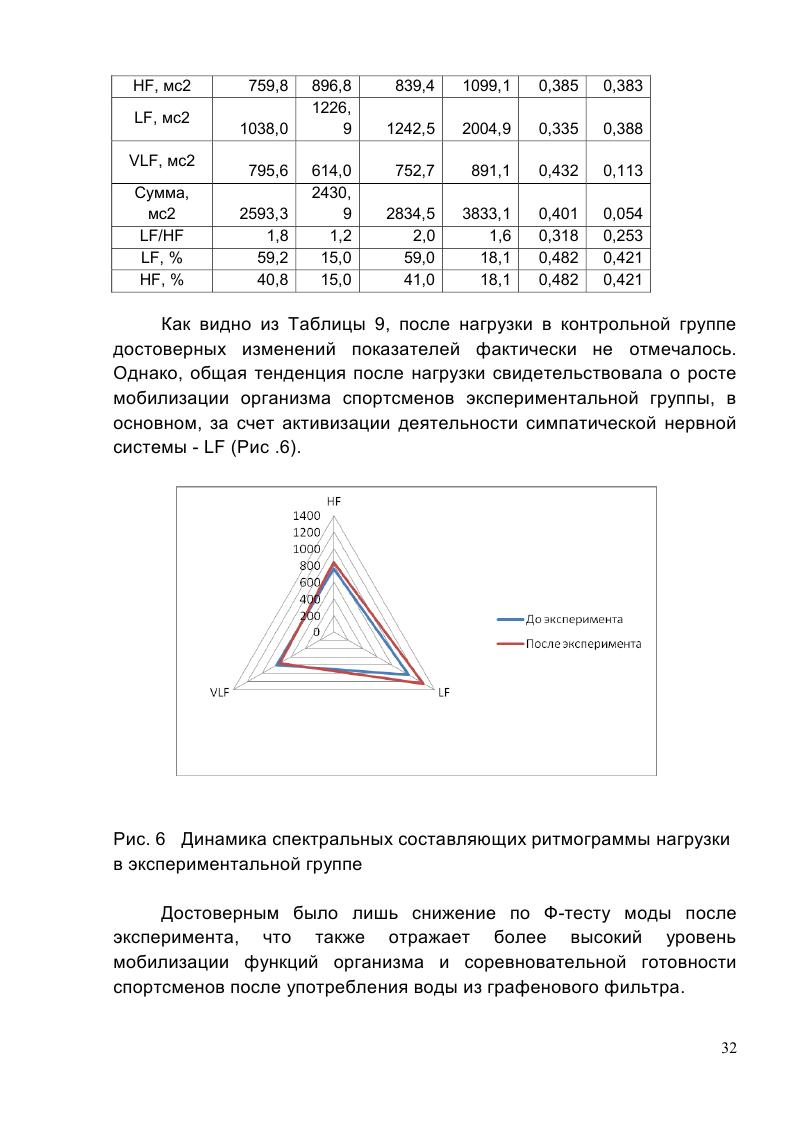 HF, мс2 759,8 896,8 839,4 1099,1 0,385 0,383
LF, мс2 1038,0 1226,9 1242,5 2004,9 0,335 0,388
VLF, мс2 795,6 614,0 752,7 891,1 0,432 0,113
Сумма, мс2 2593,3 2430,9 2834,5 3833,1 0,401 0,054
LF/HF 1,8 1,2 2,0 1,6 0,318 0,253
LF, % 59,2 15,0 59,0 18,1 0,482 0,421
HF, % 40,8 15,0 41,0 18,1 0,482 0,421
Как видно из Таблицы 9, после нагрузки в контрольной группе
достоверных изменений показателей фактически не отмечалось.
Однако, общая тенденция после нагрузки свидетельствовала о росте
мобилизации организма спортсменов экспериментальной группы, в
основном, за счет активизации деятельности симпатической нервной
системы - LF (Рис .6).
HF
1400
1200
1000
800
600
400
200
0
VLF
LF
До эксперимента
После эксперимента
Рис. 6 Динамика спектральных составляющих ритмограммы нагрузки
в экспериментальной группе
Достоверным было лишь снижение по Ф-тесту моды после
эксперимента, что также отражает более высокий уровень
мобилизации функций организма и соревновательной готовности
спортсменов после употребления воды из графенового фильтра.
32